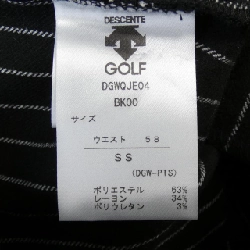 DESCENTE
GOLF
DGWQJE04
BK00
サイズ
ウエスト 58
SS
(DGW-P1S)
ポリエステル 63%
レーヨン 34%
ポリウレタン 3%